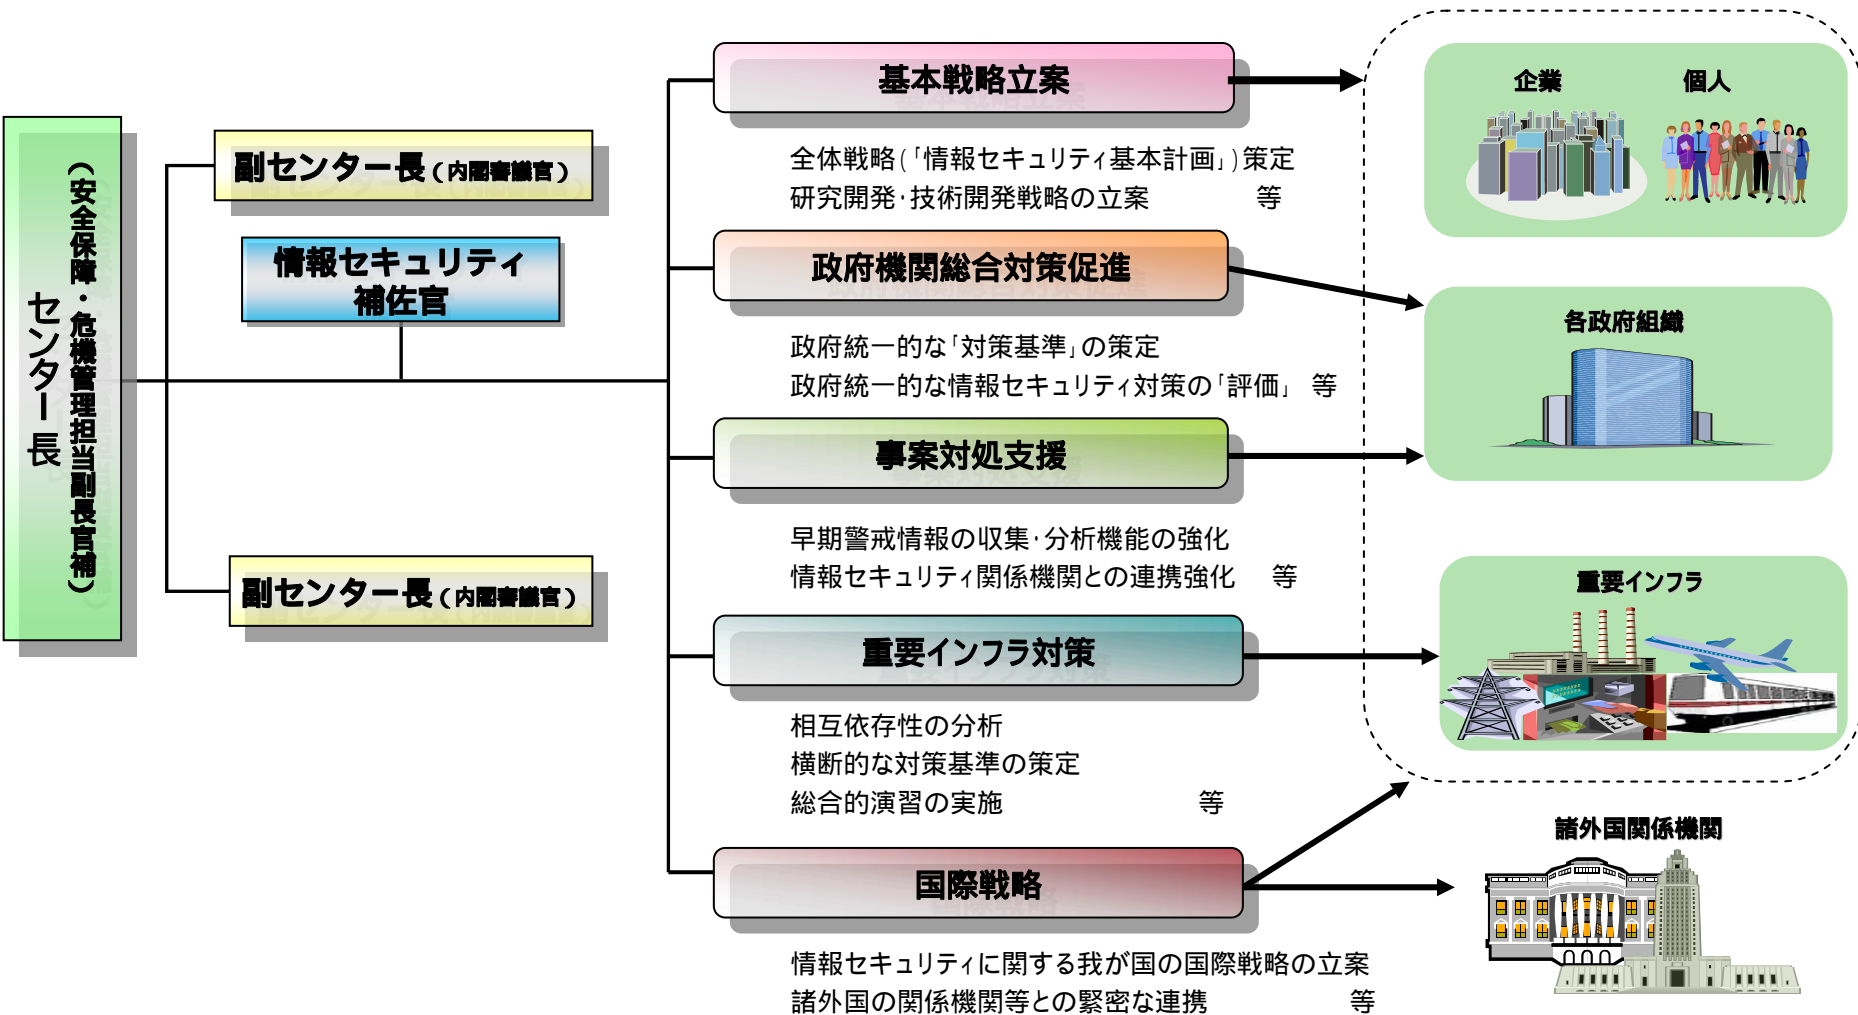 センター長
（安全保障・危機管理担当副長官補）
副センター長（内閣審議官）
情報セキュリティ
補佐官
副センター長（内閣審議官）
基本戦略立案
全体戦略（「情報セキュリティ基本計画」）策定
研究開発・技術開発戦略の立案　等
政府機関総合対策促進
政府統一的な「対策基準」の策定
政府統一的な情報セキュリティ対策の「評価」　等
事案対処支援
早期警戒情報の収集・分析機能の強化
情報セキュリティ関係機関との連携強化　等
重要インフラ対策
相互依存性の分析
横断的な対策基準の策定
総合的演習の実施　等
国際戦略
情報セキュリティに関する我が国の国際戦略の立案
諸外国の関係機関等との緊密な連携　等
企業　個人
各政府組織
重要インフラ
諸外国関係機関